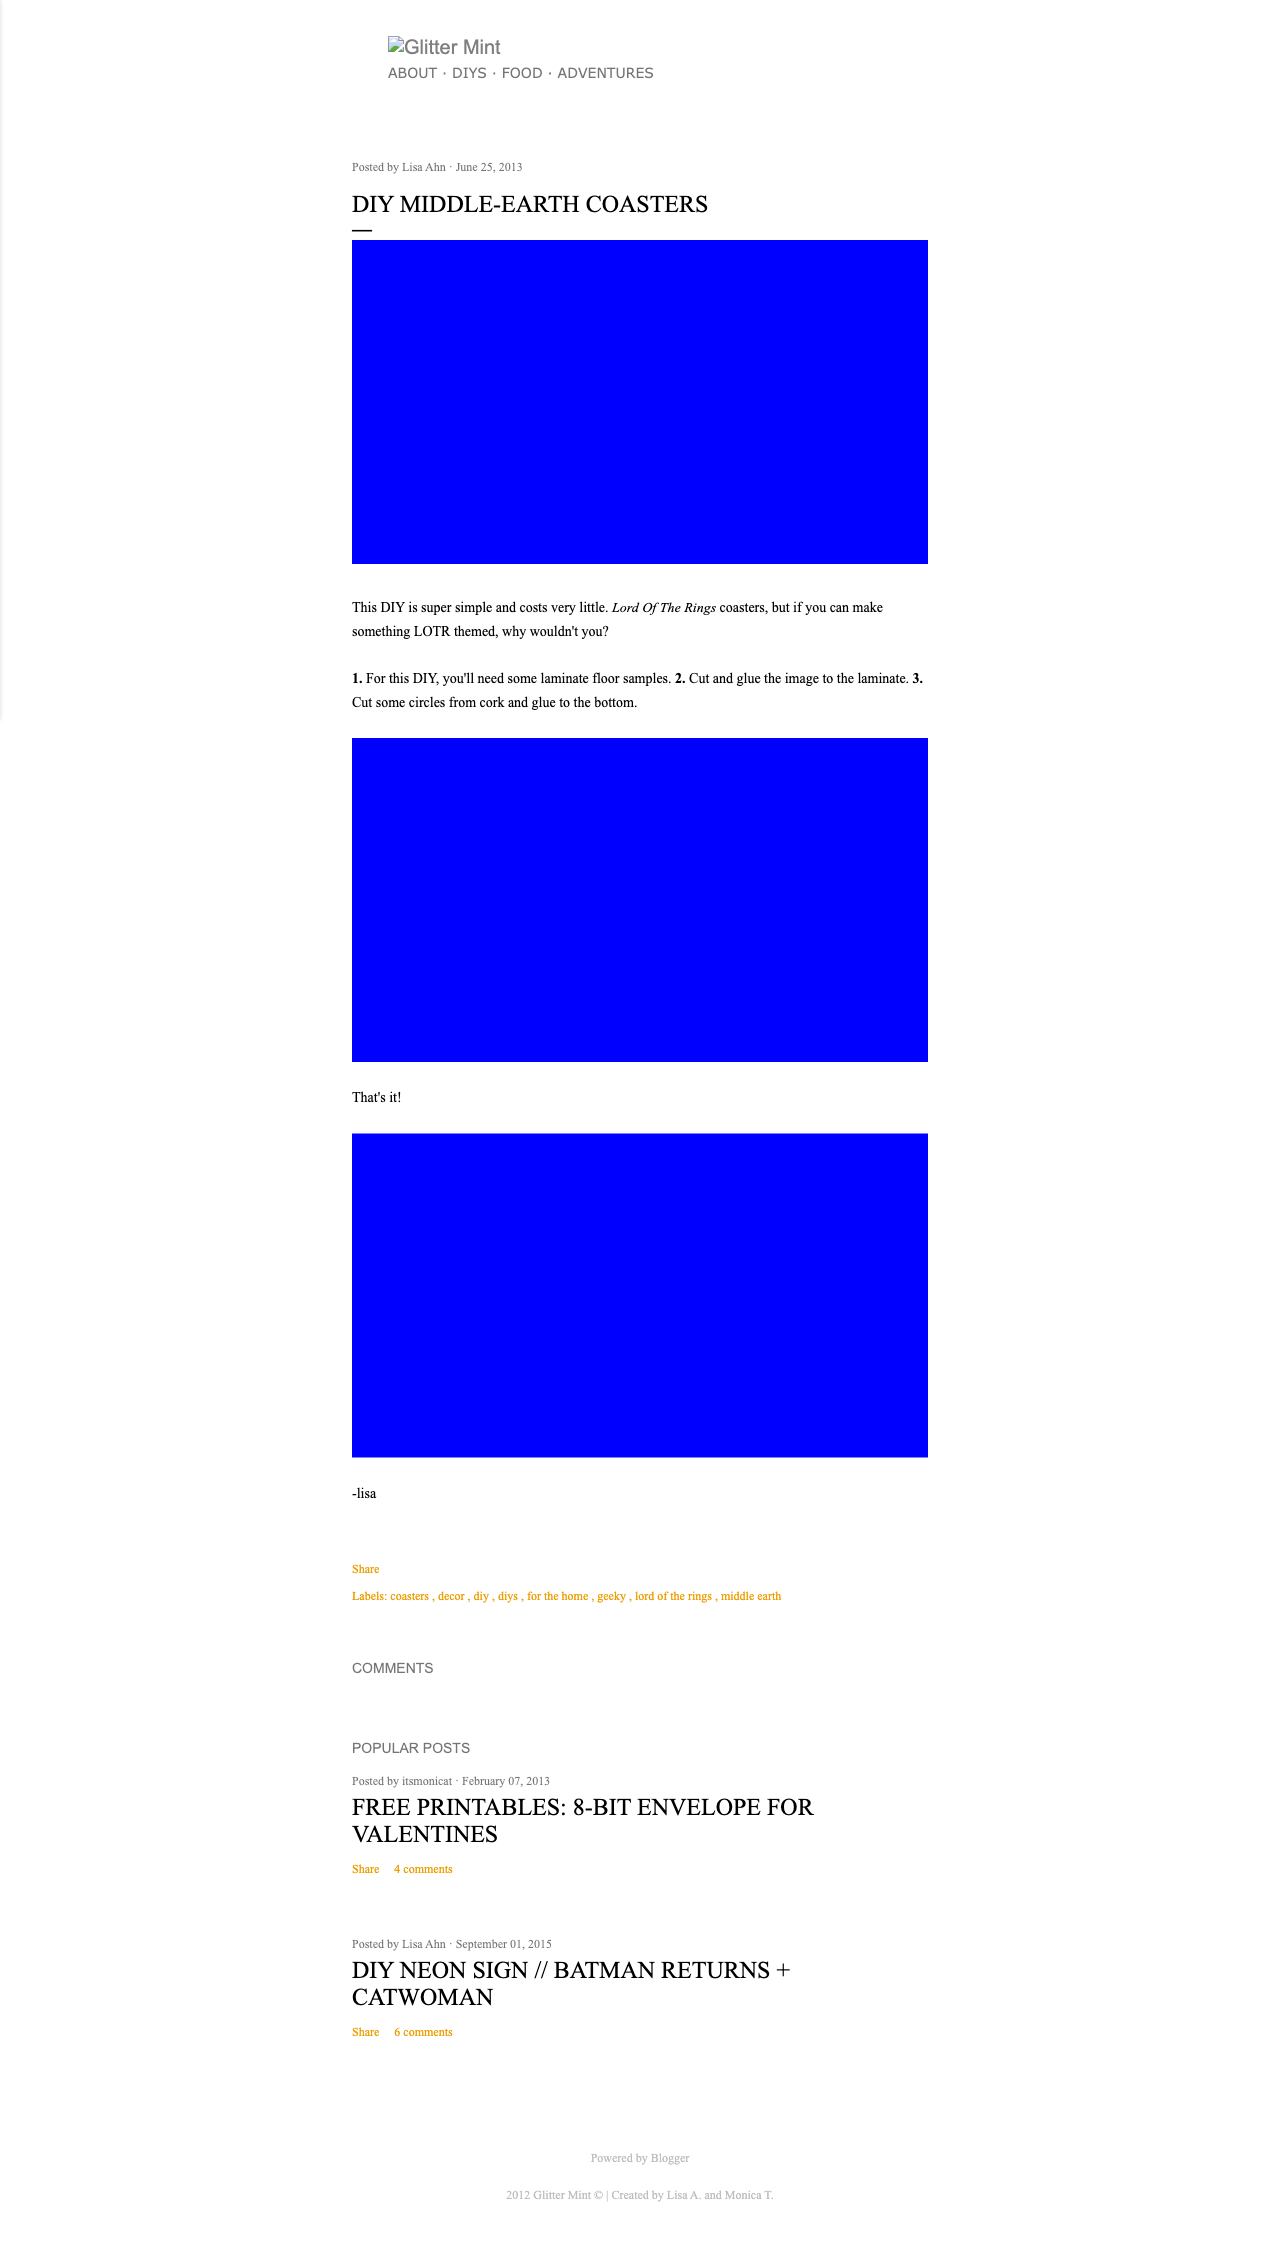 Glitter Mint
ABOUT · DIYS · FOOD · ADVENTURES
Posted by Lisa Ahn · June 25, 2013
DIY MIDDLE-EARTH COASTERS
This DIY is super simple and costs very little. Lord Of The Rings coasters, but if you can make
something LOTR themed, why wouldn't you?
1. For this DIY, you'll need some laminate floor samples. 2. Cut and glue the image to the laminate. 3.
Cut some circles from cork and glue to the bottom.
That's it!
-lisa
Share
Labels: coasters , decor , diy , diys , for the home , geeky , lord of the rings , middle earth
COMMENTS
POPULAR POSTS
Posted by itsmonicat · February 07, 2013
FREE PRINTABLES: 8-BIT ENVELOPE FOR
VALENTINES
Share 4 comments
Posted by Lisa Ahn · September 01, 2015
DIY NEON SIGN // BATMAN RETURNS +
CATWOMAN
Share 6 comments
Powered by Blogger
2012 Glitter Mint © | Created by Lisa A. and Monica T.